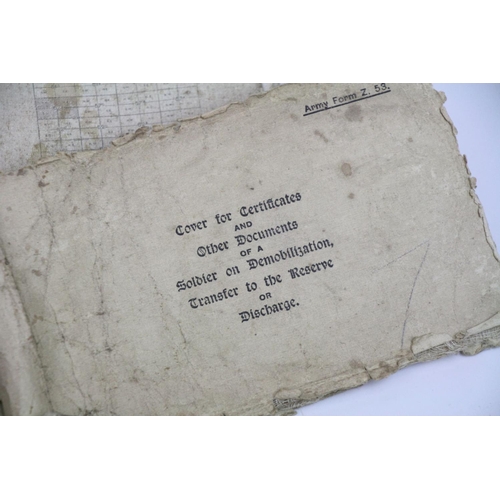 Army Form Z. 53.
Cover for Certificates
AND
Other Documents
OF A
Soldier on Demobilization,
Transfer to the Reserve
OR
Discharge.